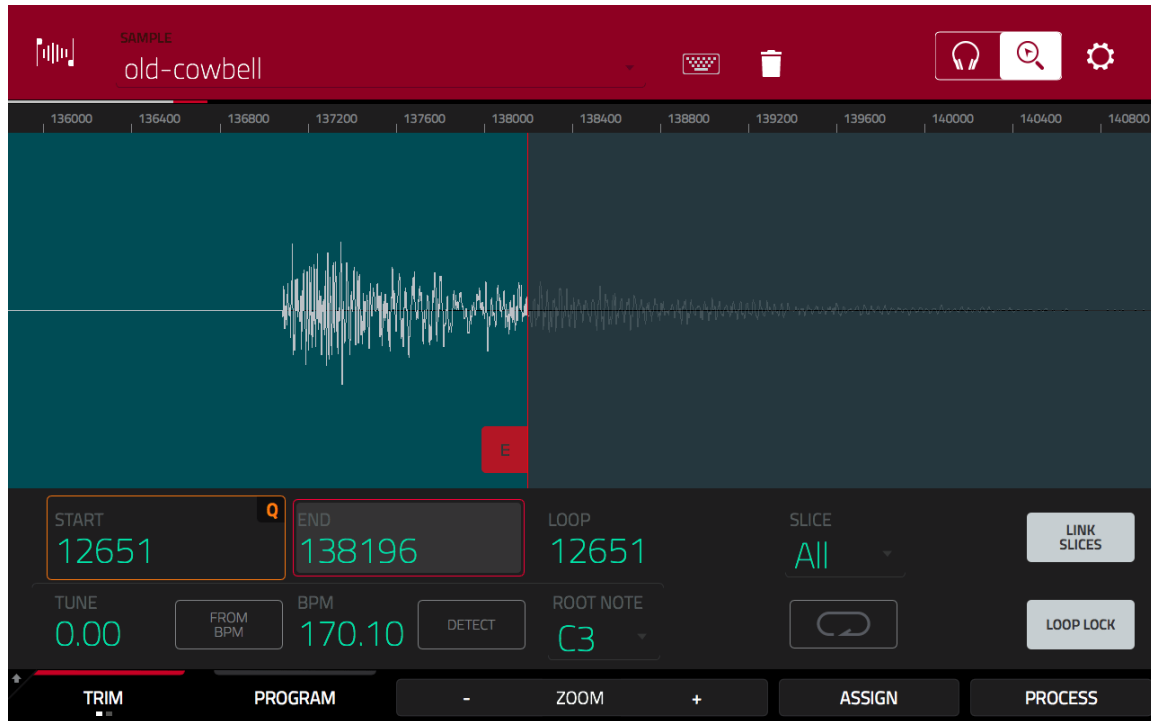 SAMPLE
old-cowbell
136000 136400 136800 137200 137600 138000 138400 138800 139200 139600 140000 140400 140800
E
START Q END LOOP SLICE LINK SLICES
12651 138196 12651 All
TUNE FROM BPM BPM DETECT ROOT NOTE LOOP LOCK
0.00 170.10 C3
TRIM PROGRAM - ZOOM + ASSIGN PROCESS